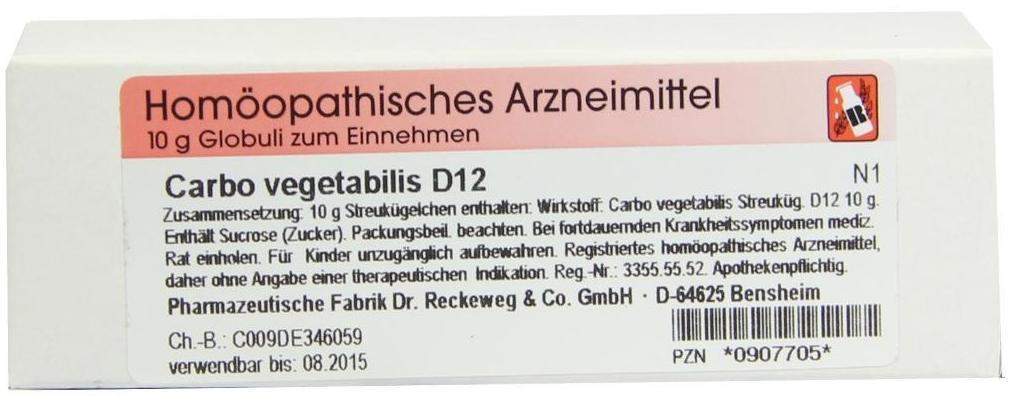 Homöopathisches Arzneimittel
10 g Globuli zum Einnehmen
Carbo vegetabilis D12 N1
Zusammensetzung: 10 g Streukügelchen enthalten: Wirkstoff: Carbo vegetabilis Streuküg. D12 10 g.
Enthält Sucrose (Zucker). Packungsbeil. beachten. Bei fortdauernden Krankheitssymptomen mediz.
Rat einholen. Für Kinder unzugänglich aufbewahren. Registriertes homöopathisches Arzneimittel,
daher ohne Angabe einer therapeutischen Indikation. Reg.-Nr.: 3355.55.52. Apothekenpflichtig.
Pharmazeutische Fabrik Dr. Reckeweg & Co. GmbH · D-64625 Bensheim
Ch.-B.: C009DE346059
verwendbar bis: 08.2015
PZN *0907705*